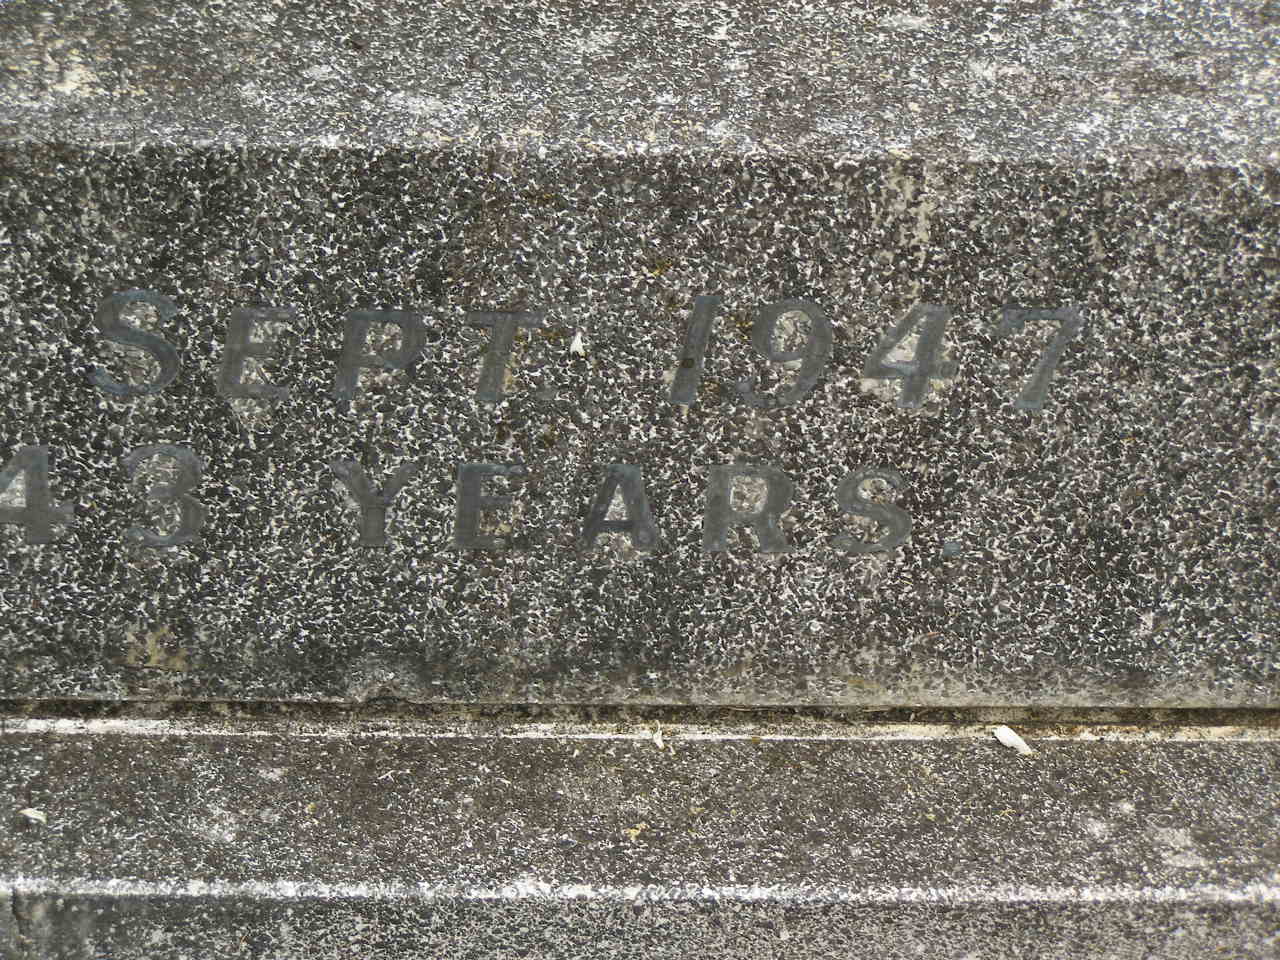 SEPT. 1947
43 YEARS.